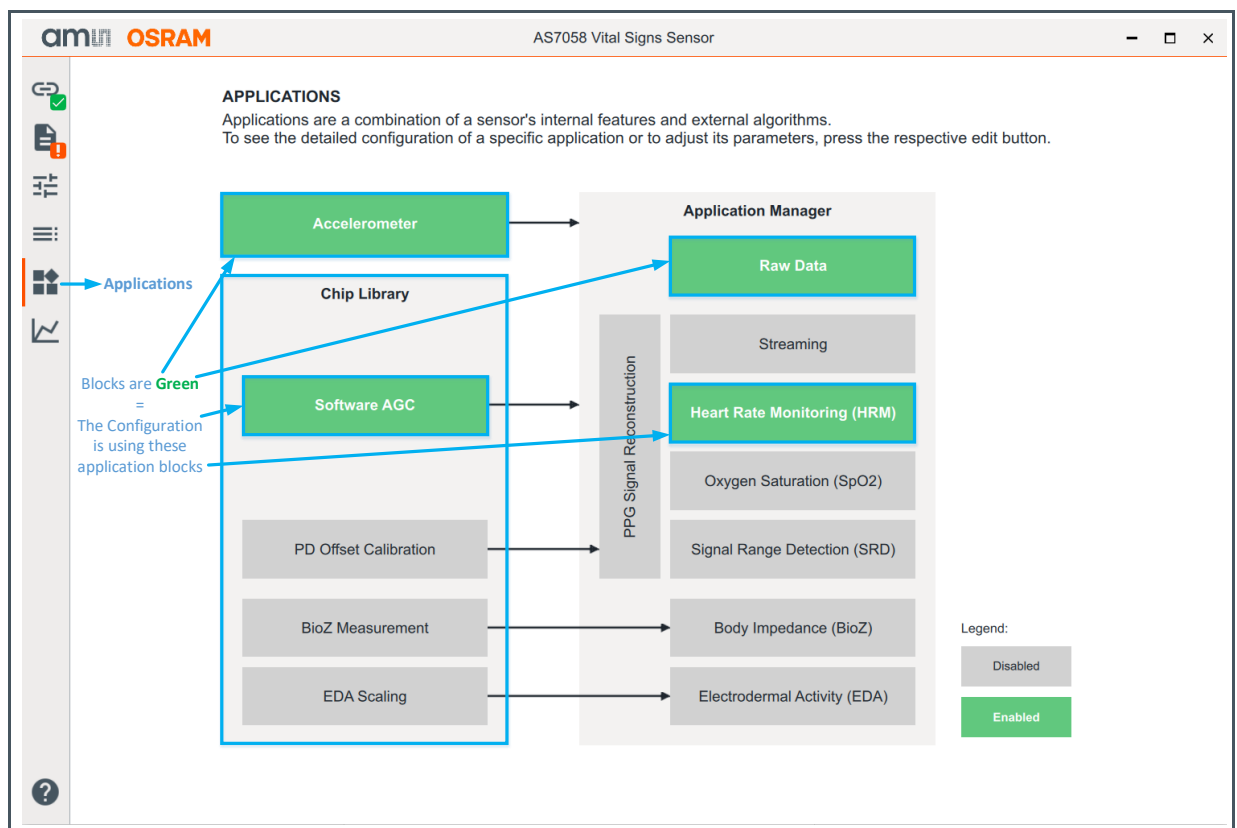 amu OSRAM
AS7058 Vital Signs Sensor
APPLICATIONS
Applications are a combination of a sensor's internal features and external algorithms.
To see the detailed configuration of a specific application or to adjust its parameters, press the respective edit button.
Accelerometer
Application Manager
Raw Data
Applications
Chip Library
Streaming
PPG Signal Reconstruction
Blocks are Green
=
The Configuration
is using these
application blocks
Software AGC
Heart Rate Monitoring (HRM)
Oxygen Saturation (SpO2)
PD Offset Calibration
Signal Range Detection (SRD)
BioZ Measurement
Body Impedance (BioZ)
EDA Scaling
Electrodermal Activity (EDA)
Legend:
Disabled
Enabled